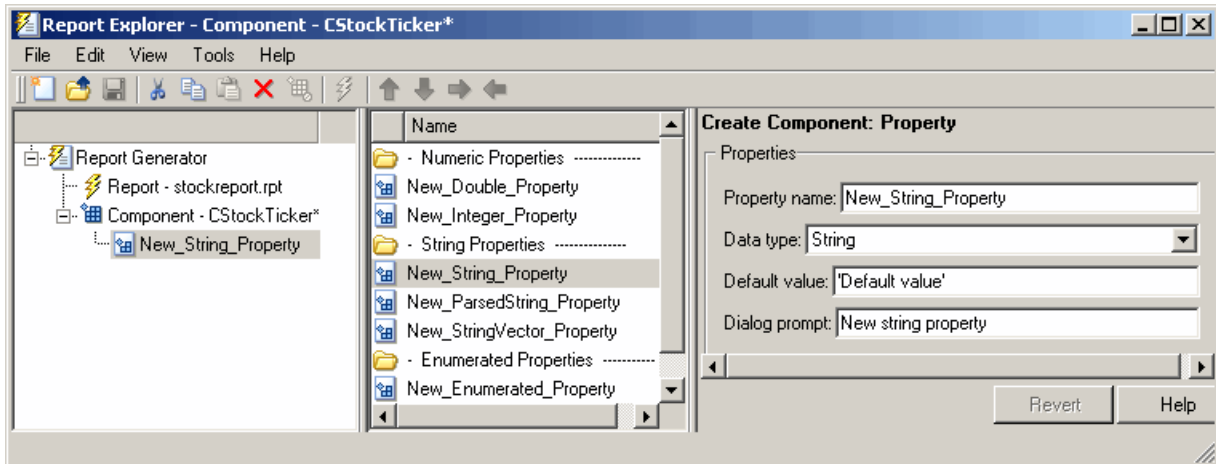 Report Explorer - Component - CStockTicker*
File Edit View Tools Help
Report Generator
Report - stockreport.rpt
Component - CStockTicker*
New_String_Property
Name
- Numeric Properties -------------
New_Double_Property
New_Integer_Property
- String Properties --------------
New_String_Property
New_ParsedString_Property
New_StringVector_Property
- Enumerated Properties ----------
New_Enumerated_Property
Create Component: Property
Properties
Property name: New_String_Property
Data type: String
Default value: 'Default value'
Dialog prompt: New string property
Revert Help